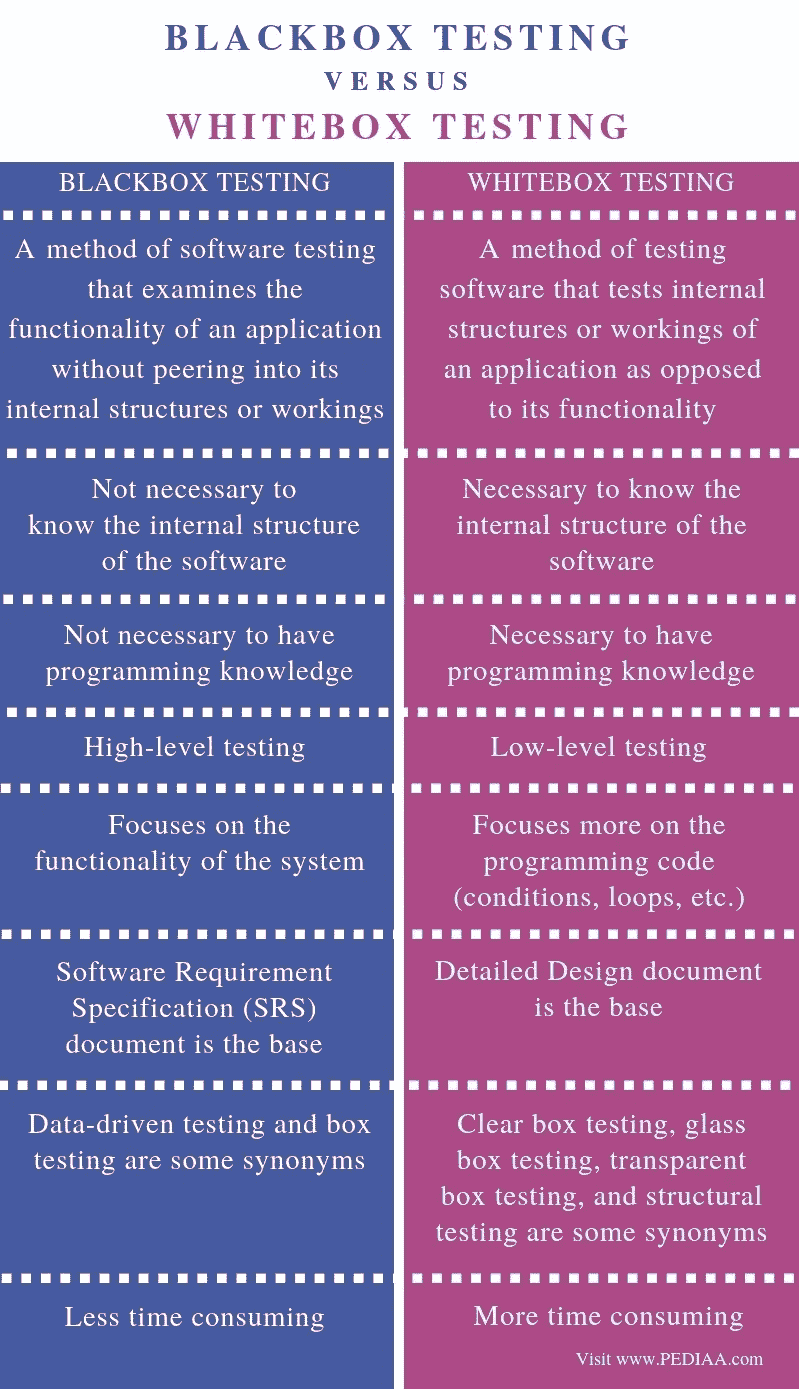 BLACKBOX TESTING
VERSUS
WHITEBOX TESTING
BLACKBOX TESTING
WHITEBOX TESTING
A method of software testing
that examines the
functionality of an application
without peering into its
internal structures or workings
A method of testing
software that tests internal
structures or workings of
an application as opposed
to its functionality
Not necessary to
know the internal structure
of the software
Necessary to know the
internal structure of the
software
Not necessary to have
programming knowledge
Necessary to have
programming knowledge
High-level testing
Low-level testing
Focuses on the
functionality of the system
Focuses more on the
programming code
(conditions, loops, etc.)
Software Requirement
Specification (SRS)
document is the base
Detailed Design document
is the base
Data-driven testing and box
testing are some synonyms
Clear box testing, glass
box testing, transparent
box testing, and structural
testing are some synonyms
Less time consuming
More time consuming
Visit www.PEDIAA.com